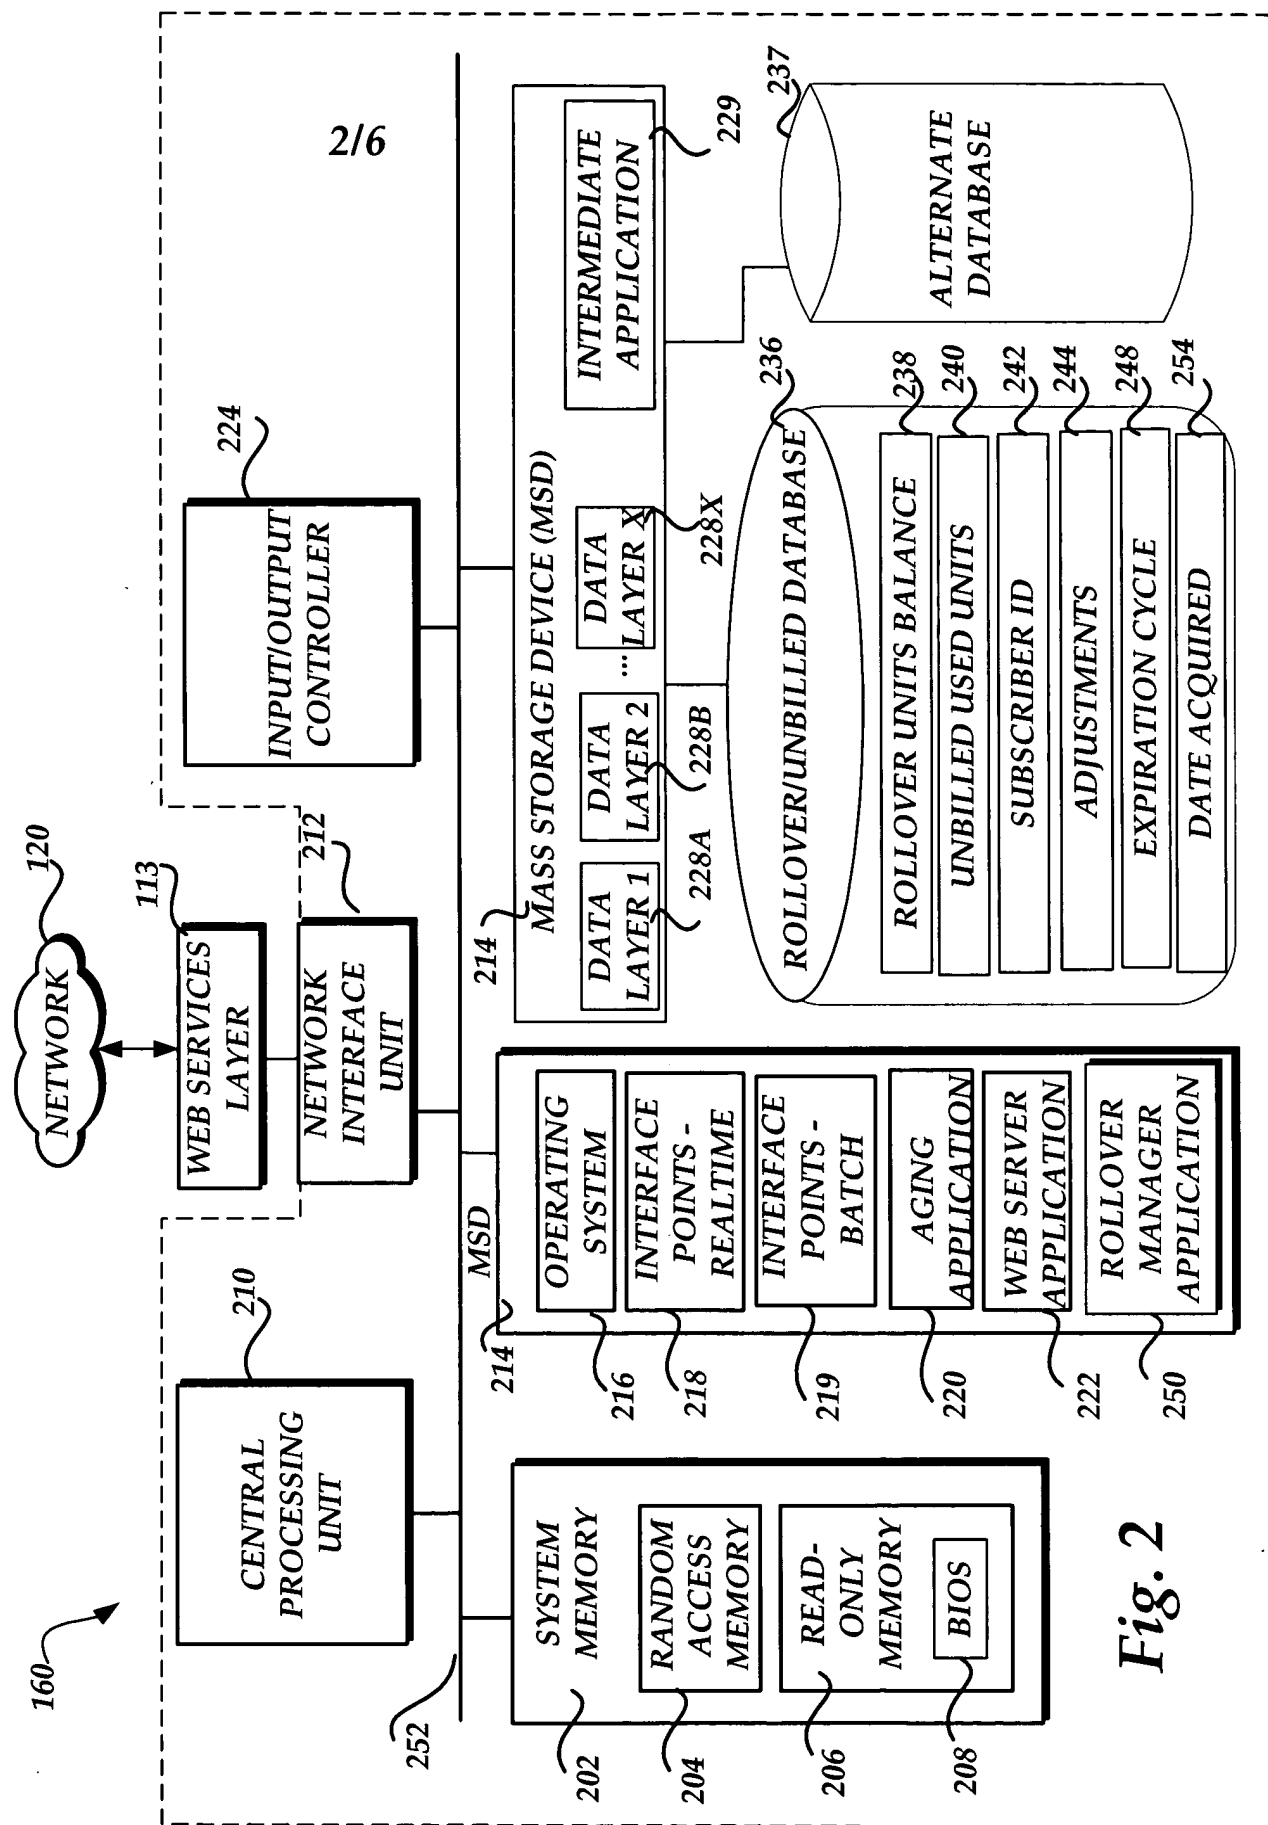 2/6
160
NETWORK
120
WEB SERVICES
LAYER
113
NETWORK
INTERFACE
UNIT
212
CENTRAL
PROCESSING
UNIT
210
INPUT/OUTPUT
CONTROLLER
224
252
SYSTEM
MEMORY
202
RANDOM
ACCESS
MEMORY
204
READ-
ONLY
MEMORY
206
BIOS
208
MSD
214
OPERATING
SYSTEM
216
INTERFACE
POINTS -
REALTIME
218
INTERFACE
POINTS -
BATCH
219
AGING
APPLICATION
220
WEB SERVER
APPLICATION
222
ROLLOVER
MANAGER
APPLICATION
250
214
MASS STORAGE DEVICE (MSD)
DATA
LAYER 1
228A
DATA
LAYER 2
228B
...
DATA
LAYER X
228X
INTERMEDIATE
APPLICATION
229
ROLLOVER/UNBILLED DATABASE
236
ROLLOVER UNITS BALANCE
238
UNBILLED USED UNITS
240
SUBSCRIBER ID
242
ADJUSTMENTS
244
EXPIRATION CYCLE
248
DATE ACQUIRED
254
ALTERNATE
DATABASE
237
Fig. 2